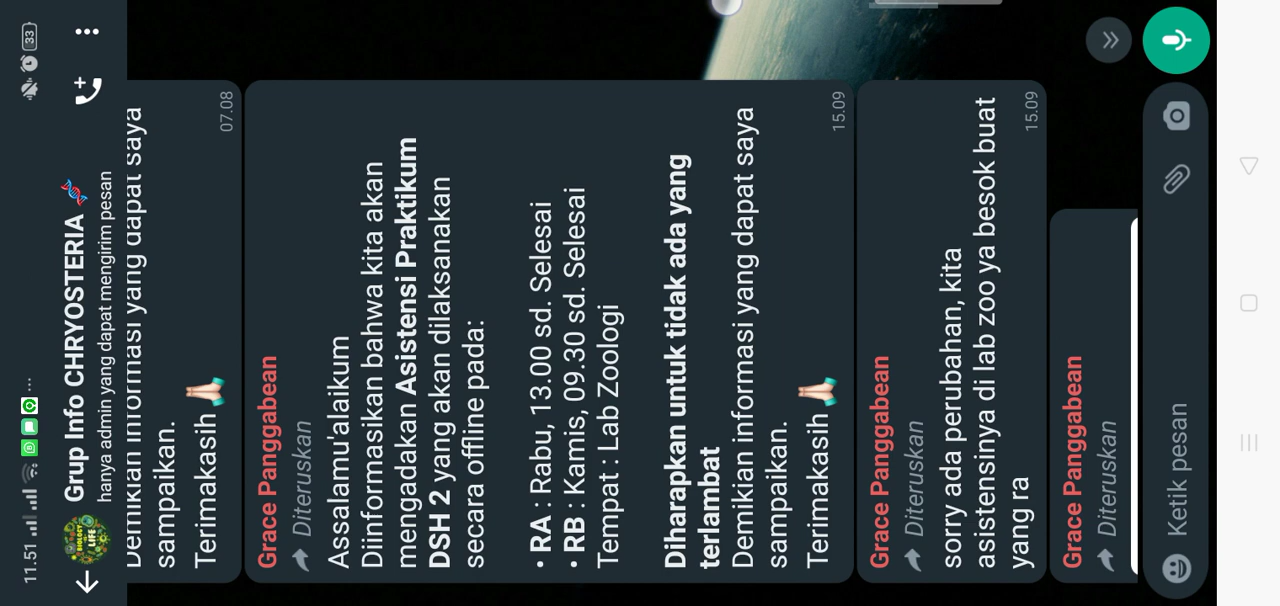 11.51
33
Grup Info CHRYOSTERIA 🧬
hanya admin yang dapat mengirim pesan
BIOLOGY
LIFE
Demikian informasi yang dapat saya
sampaikan.
Terimakasih 🙏🏻
07.08
Grace Panggabean
Diteruskan
Assalamu'alaikum
Diinformasikan bahwa kita akan
mengadakan Asistensi Praktikum
DSH 2 yang akan dilaksanakan
secara offline pada:
• RA : Rabu, 13.00 sd. Selesai
• RB : Kamis, 09.30 sd. Selesai
Tempat : Lab Zoologi
Diharapkan untuk tidak ada yang
terlambat
Demikian informasi yang dapat saya
sampaikan.
Terimakasih 🙏🏻
15.09
Grace Panggabean
Diteruskan
sorry ada perubahan, kita
asistensinya di lab zoo ya besok buat
yang ra
15.09
Grace Panggabean
Diteruskan
Ketik pesan